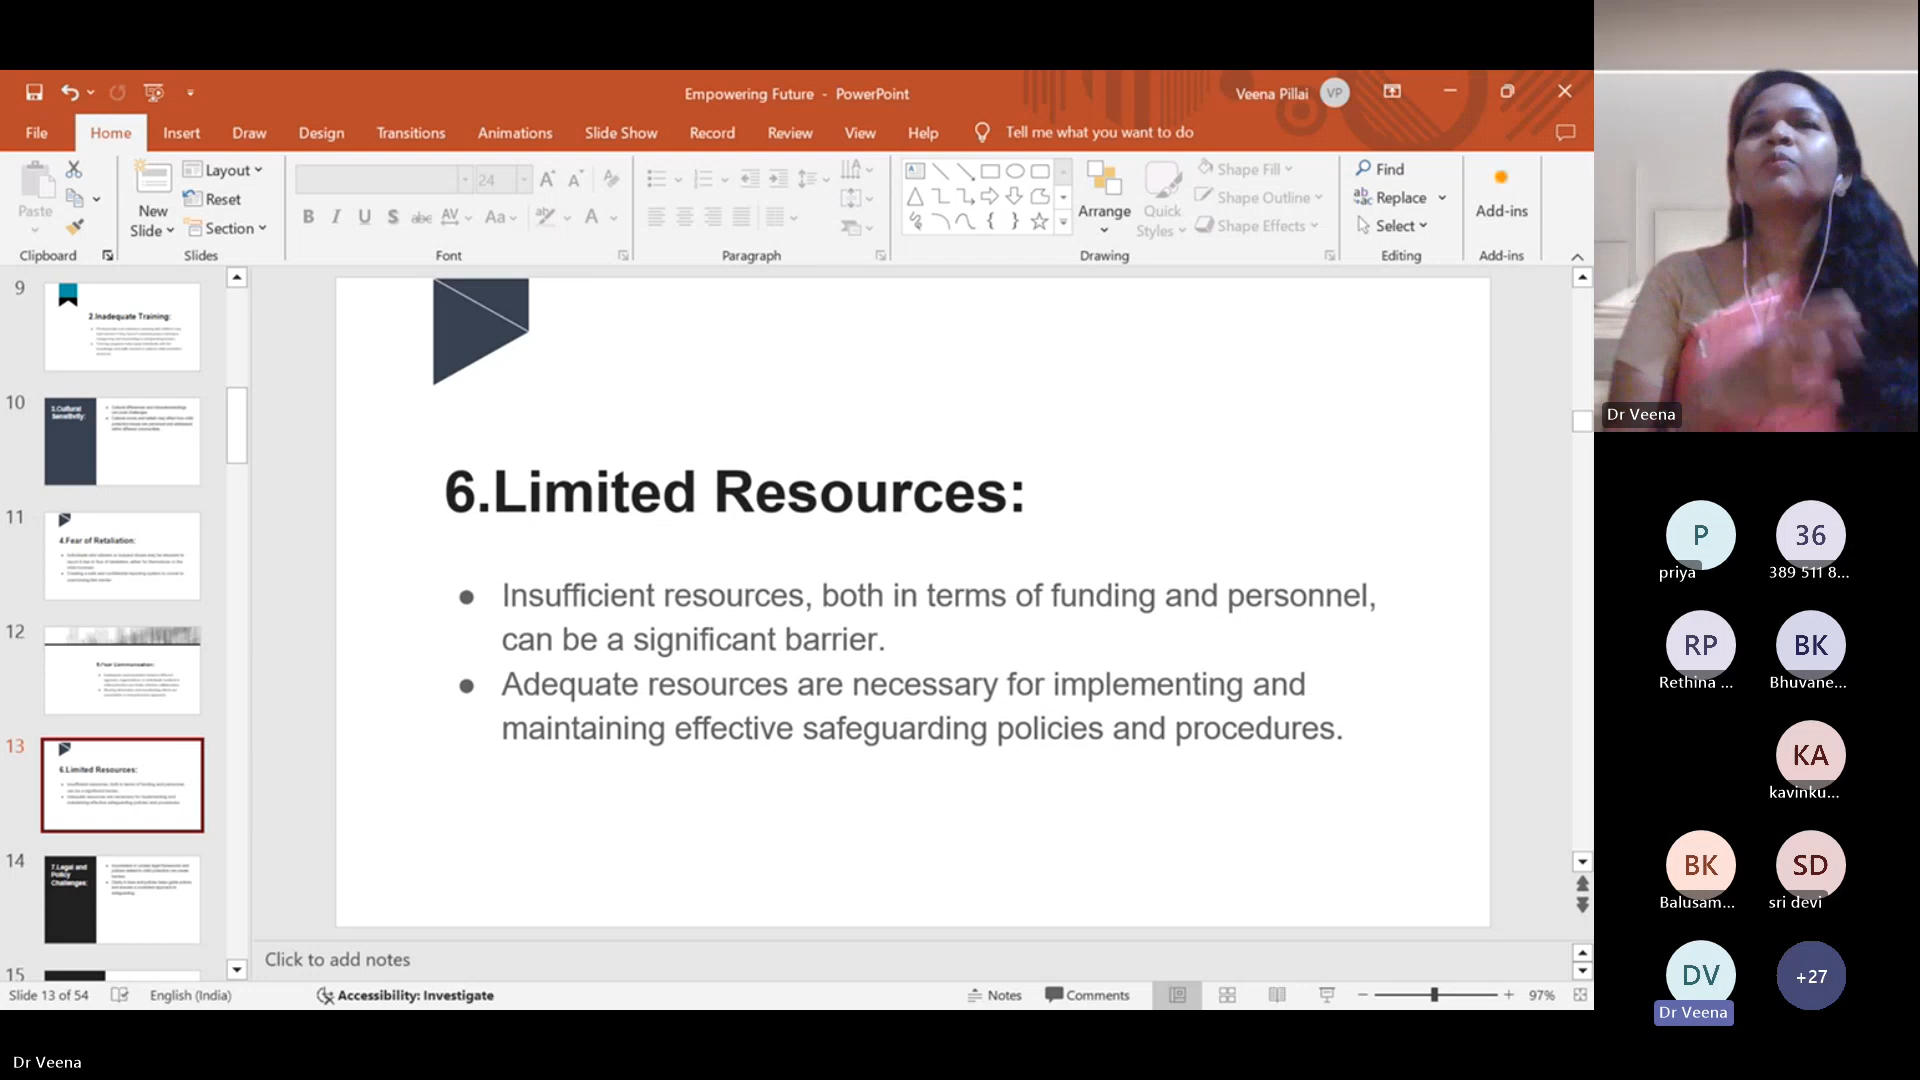 Empowering Future - PowerPoint
Veena Pillai
VP
File
Home
Insert
Draw
Design
Transitions
Animations
Slide Show
Record
Review
View
Help
Tell me what you want to do
Paste
Clipboard
New
Slide
Layout
Reset
Section
Slides
24
B I U S abc AV Aa A
Font
Paragraph
Arrange
Quick
Styles
Shape Fill
Shape Outline
Shape Effects
Drawing
Find
Replace
Select
Editing
Add-ins
Add-ins
9
2.Inadequate Training:
10
3.Cultural
Sensitivity:
11
4.Fear of Retaliation:
12
13
6.Limited Resources:
14
7.Legal and
Policy
Challenges:
15
6.Limited Resources:
● Insufficient resources, both in terms of funding and personnel,
can be a significant barrier.
● Adequate resources are necessary for implementing and
maintaining effective safeguarding policies and procedures.
Click to add notes
Slide 13 of 54
English (India)
Accessibility: Investigate
Notes
Comments
97%
Dr Veena
P
priya
36
389 511 8...
RP
Rethina ...
BK
Bhuvane...
KA
kavinku...
BK
Balusam...
SD
sri devi
DV
Dr Veena
+27
Dr Veena